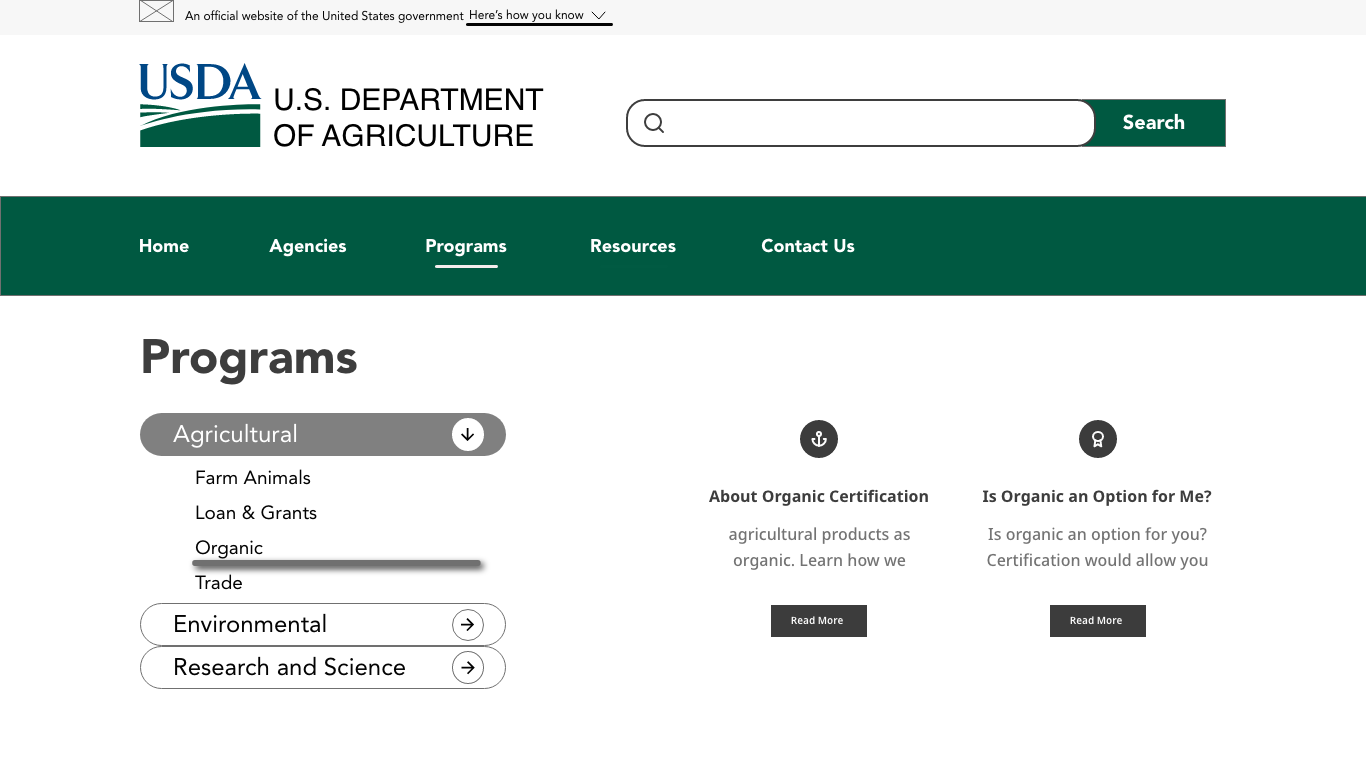 An official website of the United States government Here's how you know
USDA
U.S. DEPARTMENT
OF AGRICULTURE
Search
Home Agencies Programs Resources Contact Us
Programs
Agricultural
Farm Animals
Loan & Grants
Organic
Trade
Environmental
Research and Science
About Organic Certification
agricultural products as
organic. Learn how we
Read More
Is Organic an Option for Me?
Is organic an option for you?
Certification would allow you
Read More